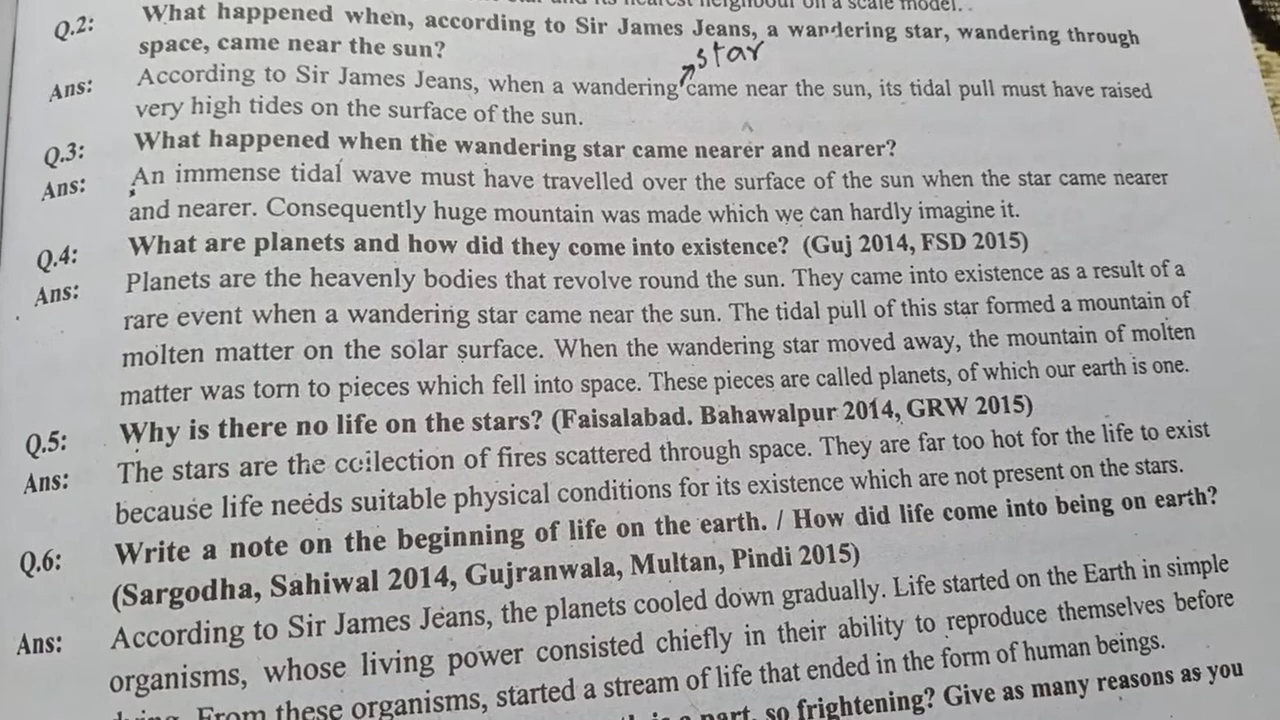 nearest neighbour on a scale model.
Q.2: What happened when, according to Sir James Jeans, a wandering star, wandering through
space, came near the sun?
star
Ans: According to Sir James Jeans, when a wandering came near the sun, its tidal pull must have raised
very high tides on the surface of the sun.
Q.3: What happened when the wandering star came nearer and nearer?
Ans: An immense tidal wave must have travelled over the surface of the sun when the star came nearer
and nearer. Consequently huge mountain was made which we can hardly imagine it.
Q.4: What are planets and how did they come into existence? (Guj 2014, FSD 2015)
Ans: Planets are the heavenly bodies that revolve round the sun. They came into existence as a result of a
rare event when a wandering star came near the sun. The tidal pull of this star formed a mountain of
molten matter on the solar surface. When the wandering star moved away, the mountain of molten
matter was torn to pieces which fell into space. These pieces are called planets, of which our earth is one.
Q.5: Why is there no life on the stars? (Faisalabad. Bahawalpur 2014, GRW 2015)
Ans: The stars are the collection of fires scattered through space. They are far too hot for the life to exist
because life needs suitable physical conditions for its existence which are not present on the stars.
Q.6: Write a note on the beginning of life on the earth. / How did life come into being on earth?
(Sargodha, Sahiwal 2014, Gujranwala, Multan, Pindi 2015)
Ans: According to Sir James Jeans, the planets cooled down gradually. Life started on the Earth in simple
organisms, whose living power consisted chiefly in their ability to reproduce themselves before
From these organisms, started a stream of life that ended in the form of human beings.
part, so frightening? Give as many reasons as you